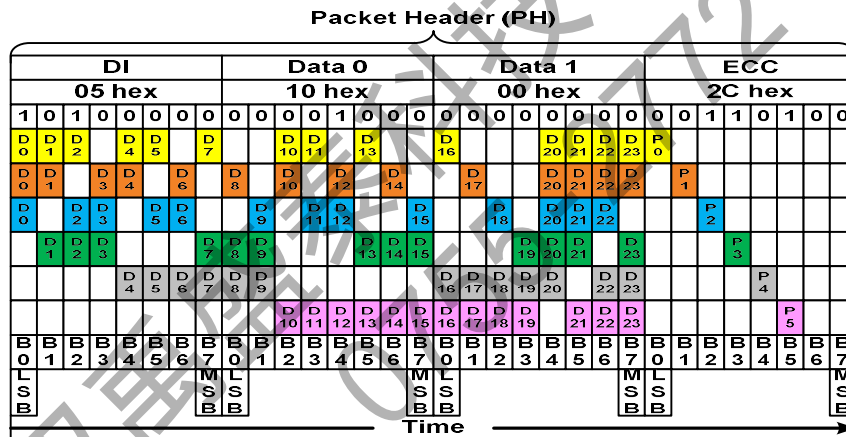 Packet Header (PH)
DI Data 0 Data 1 ECC
05 hex 10 hex 00 hex 2C hex
1 0 1 0 0 0 0 0 0 0 0 0 1 0 0 0 0 0 0 0 0 0 0 0 0 0 1 1 0 1 0 0
D0 D1 D2 D4 D5 D7 D10 D11 D13 D16 D20 D21 D22 D23 P0
D0 D1 D3 D4 D6 D8 D10 D12 D14 D17 D20 D21 D22 D23 P1
D0 D2 D3 D5 D6 D9 D11 D12 D15 D18 D20 D21 D22 P2
D1 D2 D3 D7 D8 D9 D13 D14 D15 D19 D20 D21 D23 P3
D4 D5 D6 D7 D8 D9 D16 D17 D18 D19 D20 D22 D23 P4
D10 D11 D12 D13 D14 D15 D16 D17 D18 D19 D21 D22 D23 P5
B0 B1 B2 B3 B4 B5 B6 B7 B0 B1 B2 B3 B4 B5 B6 B7 B0 B1 B2 B3 B4 B5 B6 B7 B0 B1 B2 B3 B4 B5 B6 B7
LSB MSB LSB MSB LSB MSB LSB MSB
Time
禹盛泰科技
0755-2772